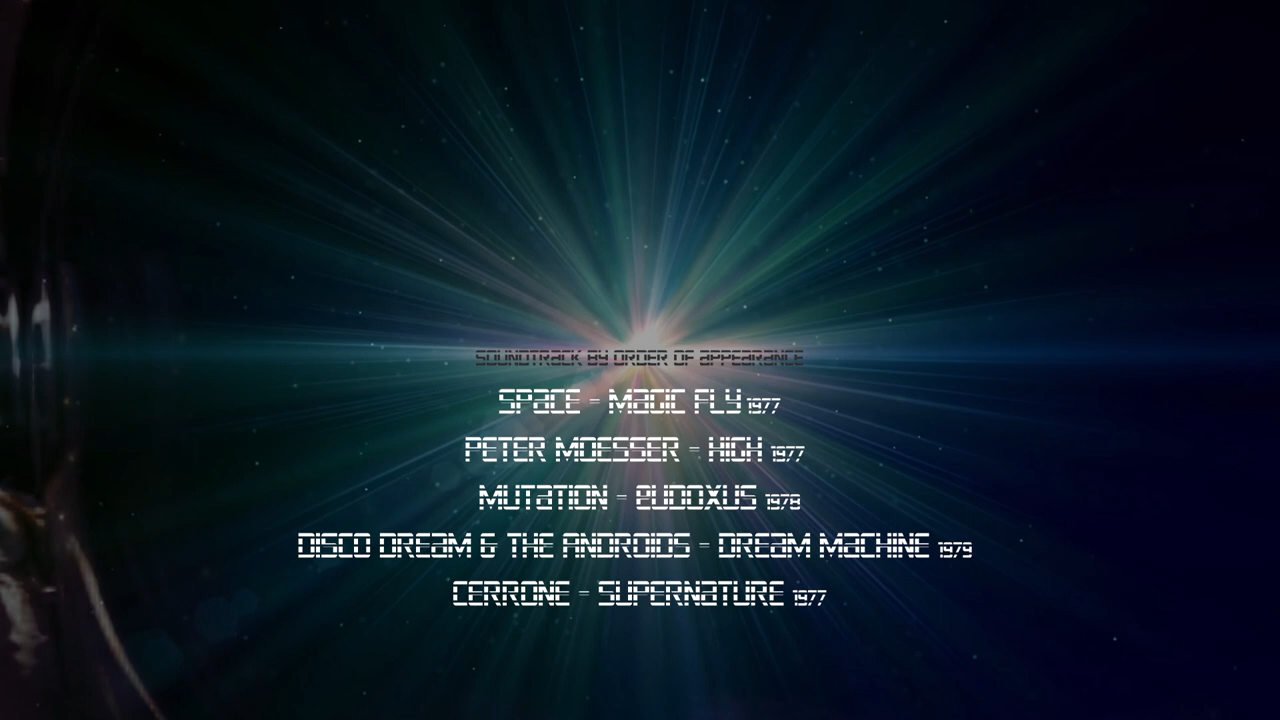 SOUNDTRaCK BY ORDER OF aPPEaRaNCE
SPaCE - MaGIC FLY 1977
PETER MOESSER - HIGH 1977
MUTaTION - EUDOXUS 1978
DISCO DREaM & THE ANDROIDS - DREaM MaCHINE 1979
CERRONE - SUPERNaTURE 1977